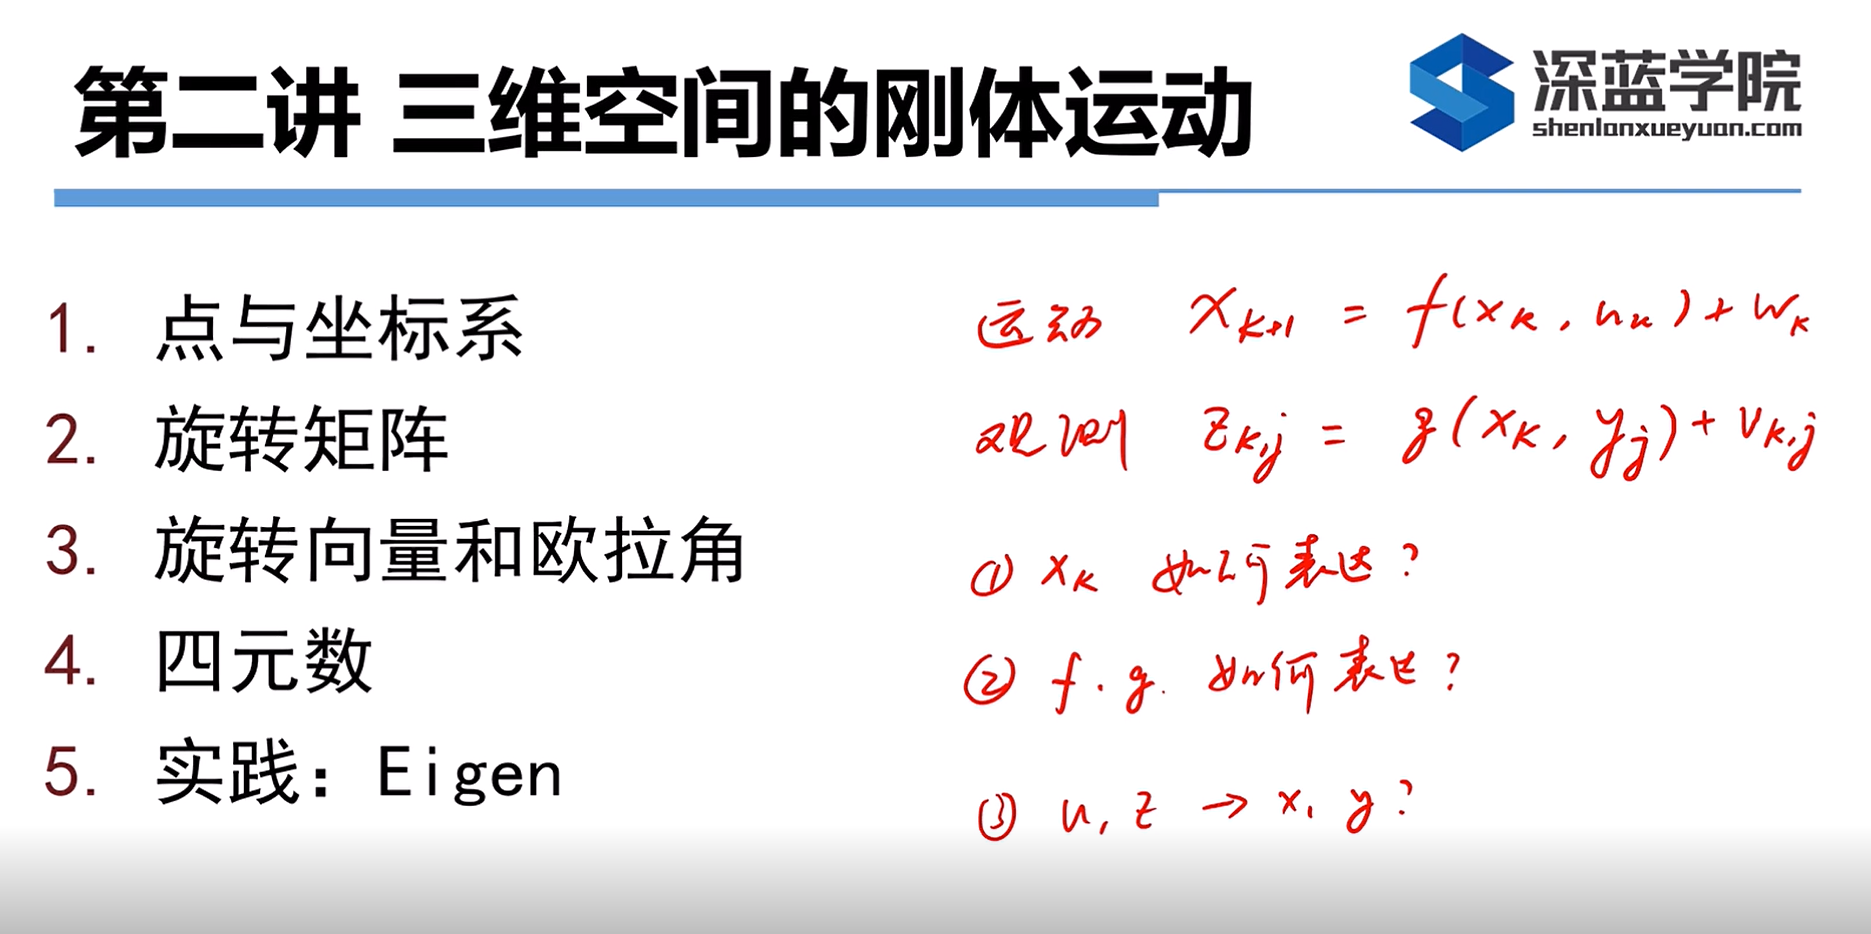 第二讲 三维空间的刚体运动
深蓝学院
shenlanxueyuan.com
1. 点与坐标系
2. 旋转矩阵
3. 旋转向量和欧拉角
4. 四元数
5. 实践：Eigen
运动 x_{k+1} = f(x_k, u_k) + w_k
观测 z_{k,j} = g(x_k, y_j) + v_{k,j}
① x_k 如何表达？
② f. g. 如何表达？
③ u, z → x, y？